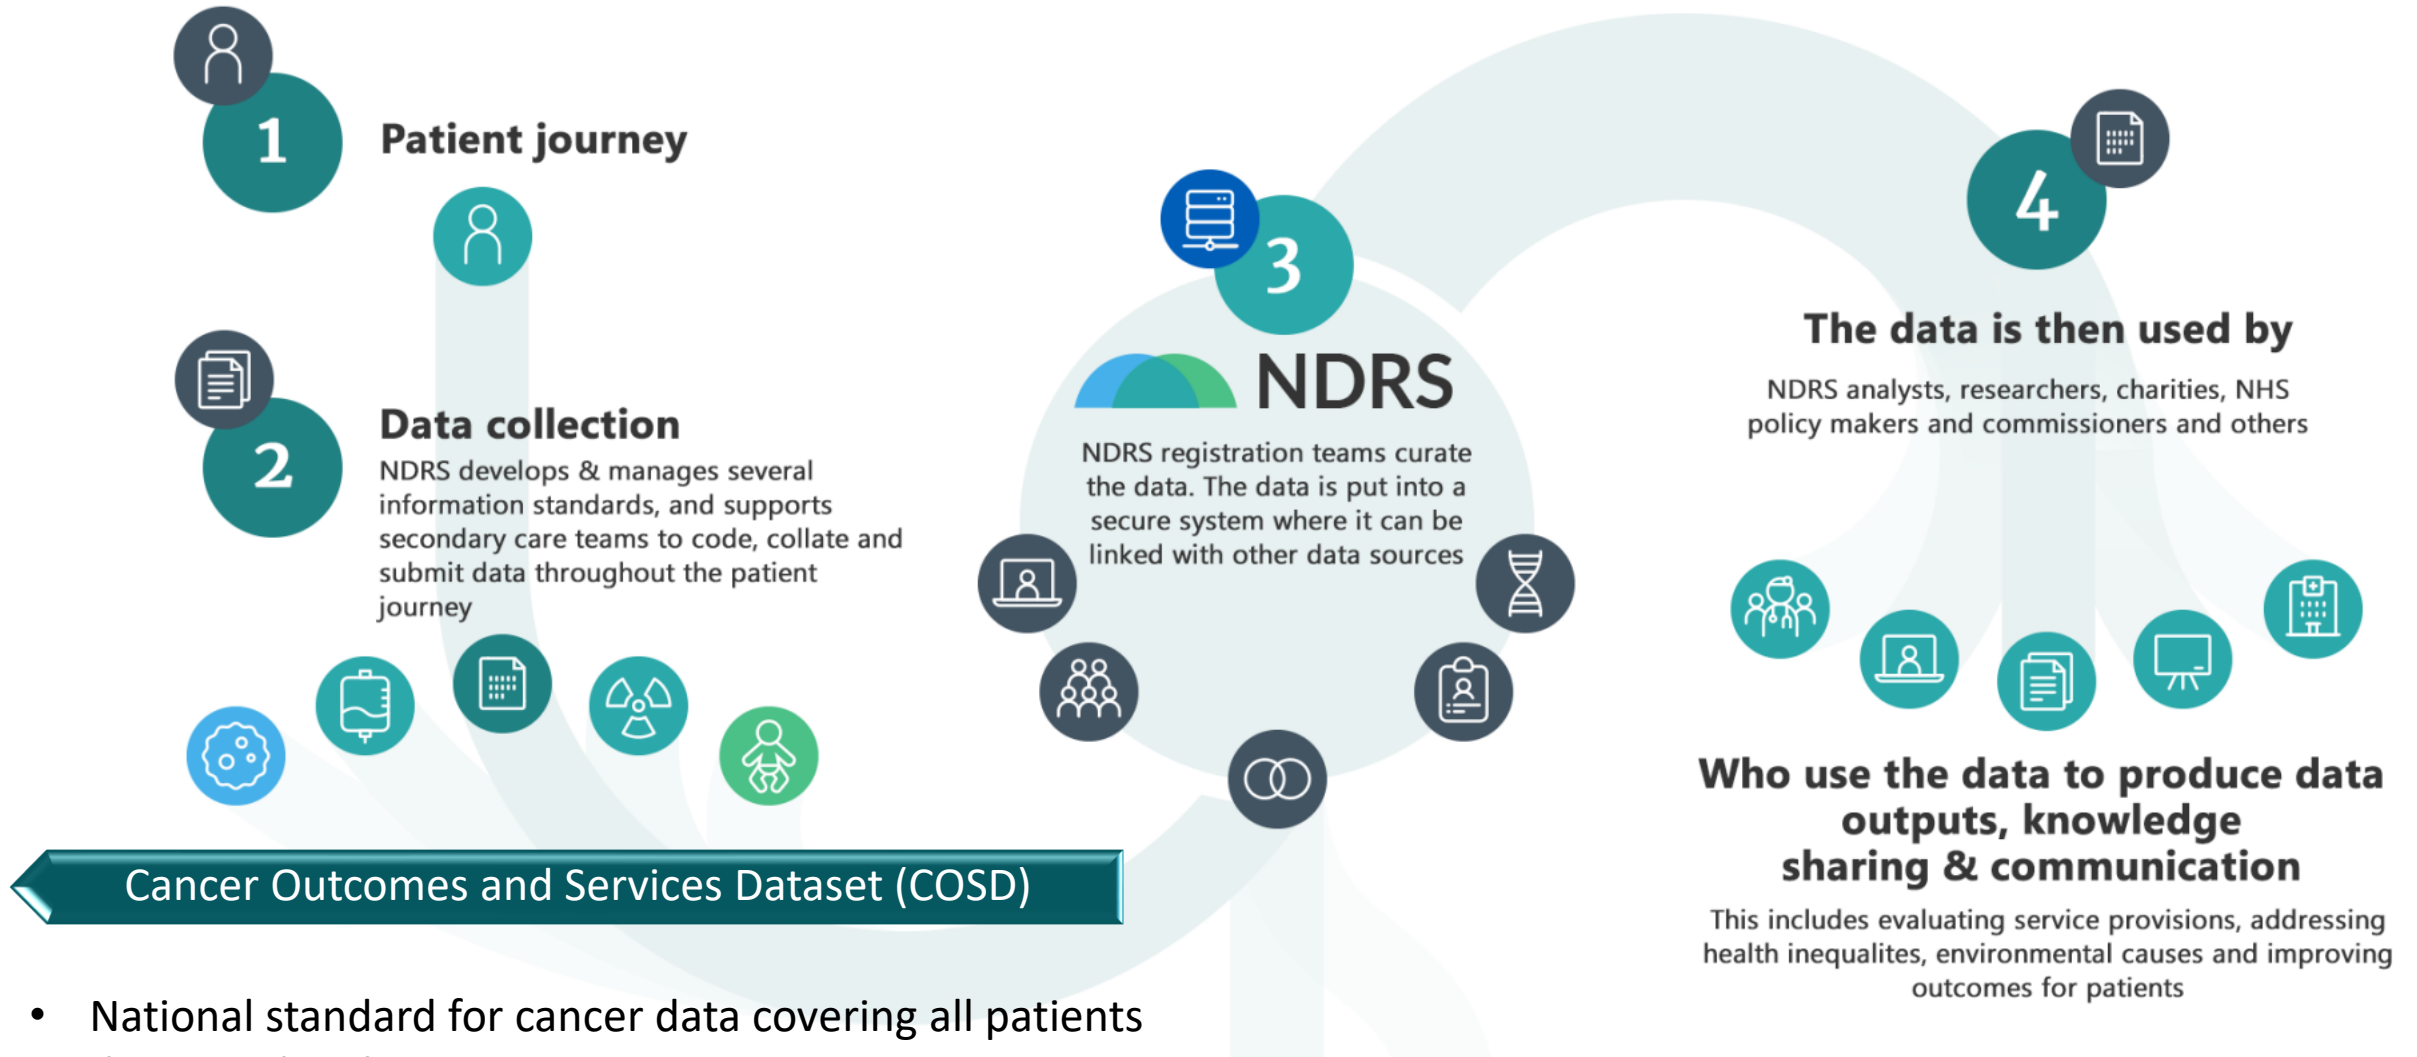 1
Patient journey
2
Data collection
NDRS develops & manages several
information standards, and supports
secondary care teams to code, collate and
submit data throughout the patient
journey
3
NDRS
NDRS registration teams curate
the data. The data is put into a
secure system where it can be
linked with other data sources
4
The data is then used by
NDRS analysts, researchers, charities, NHS
policy makers and commissioners and others
Who use the data to produce data
outputs, knowledge
sharing & communication
This includes evaluating service provisions, addressing
health inequalites, environmental causes and improving
outcomes for patients
Cancer Outcomes and Services Dataset (COSD)
• National standard for cancer data covering all patients